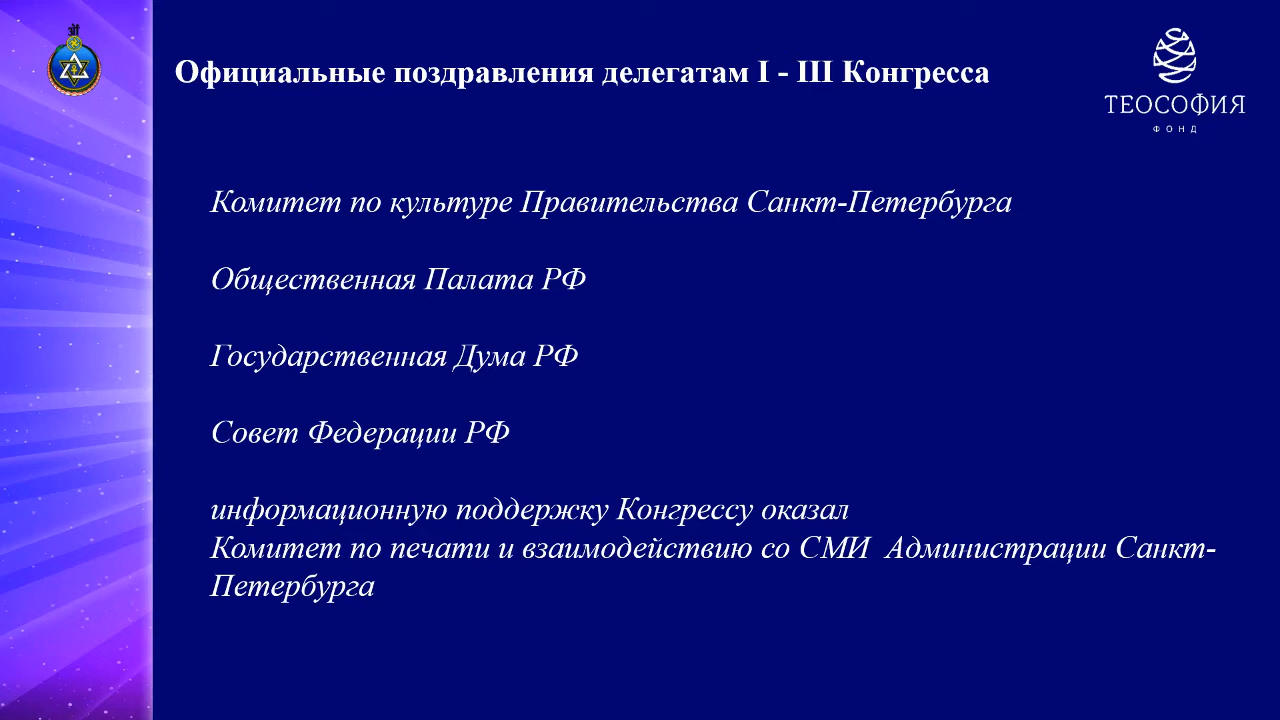 Официальные поздравления делегатам I - III Конгресса
ТЕОСОФИЯ
ФОНД
Комитет по культуре Правительства Санкт-Петербурга
Общественная Палата РФ
Государственная Дума РФ
Совет Федерации РФ
информационную поддержку Конгрессу оказал
Комитет по печати и взаимодействию со СМИ Администрации Санкт-
Петербурга